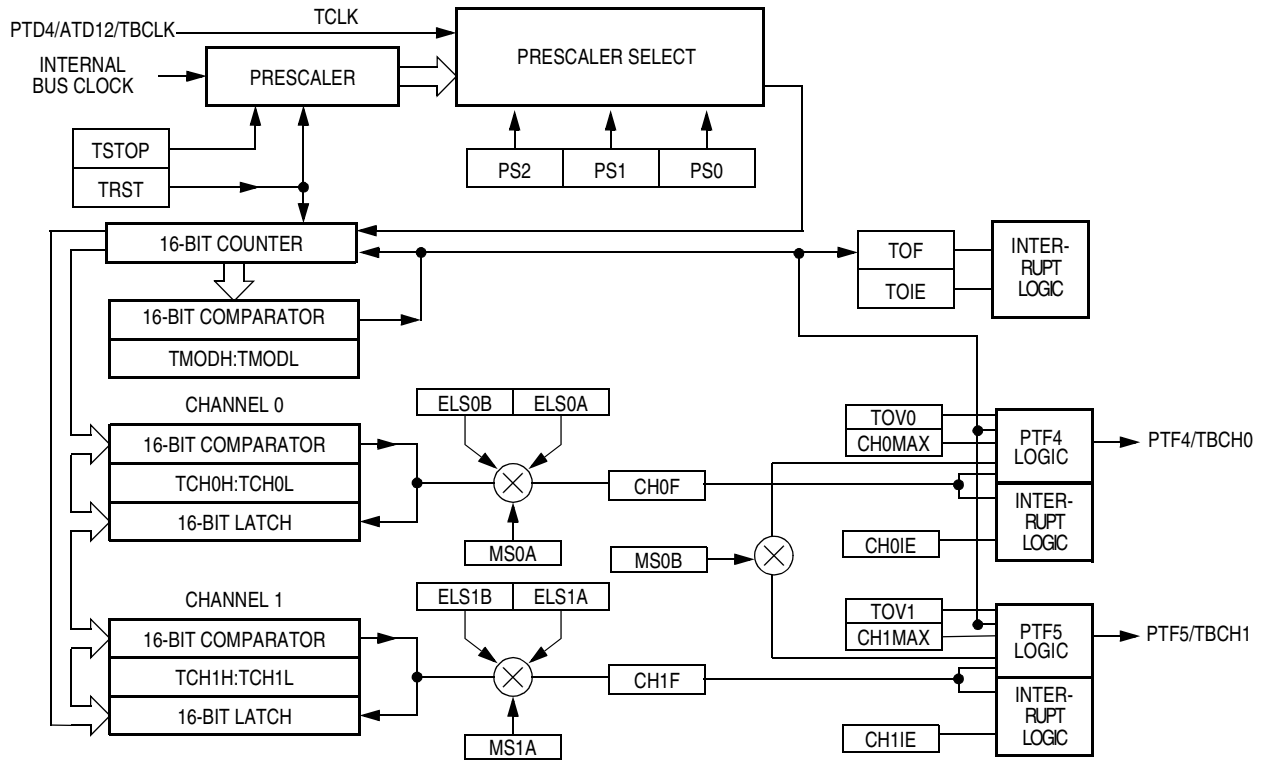 TCLK
PTD4/ATD12/TBCLK
PRESCALER SELECT
INTERNAL
BUS CLOCK
PRESCALER
TSTOP
TRST
PS2
PS1
PS0
16-BIT COUNTER
TOF
TOIE
INTER-
RUPT
LOGIC
16-BIT COMPARATOR
TMODH:TMODL
CHANNEL 0
ELS0B
ELS0A
16-BIT COMPARATOR
TCH0H:TCH0L
16-BIT LATCH
MS0A
CH0F
TOV0
CH0MAX
PTF4
LOGIC
PTF4/TBCH0
INTER-
RUPT
LOGIC
CH0IE
MS0B
CHANNEL 1
ELS1B
ELS1A
16-BIT COMPARATOR
TCH1H:TCH1L
16-BIT LATCH
MS1A
CH1F
TOV1
CH1MAX
PTF5
LOGIC
PTF5/TBCH1
INTER-
RUPT
LOGIC
CH1IE